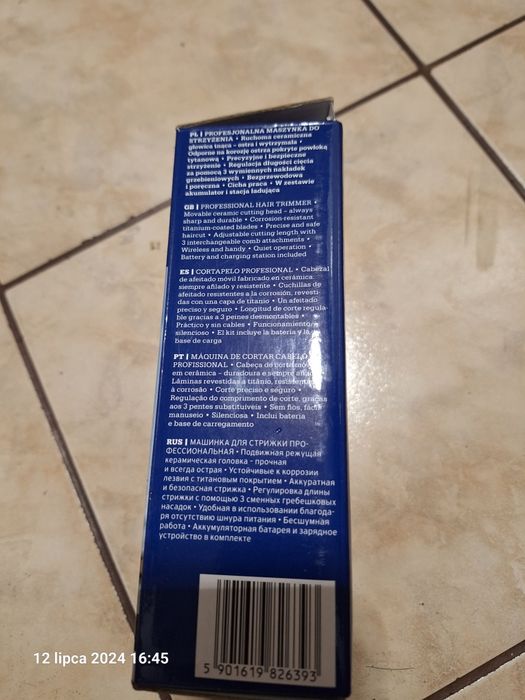 PL | PROFESJONALNA MASZYNKA DO
STRZYŻENIA • Ruchoma ceramiczna
głowica tnąca - ostra i wytrzymała •
Odporne na korozję ostrza pokryte powłoką
tytanową • Precyzyjne i bezpieczne
strzyżenie • Regulacja długości cięcia
za pomocą 3 wymiennych nakładek
grzebieniowych • Bezprzewodowa
i poręczna • Cicha praca • W zestawie
akumulator i stacja ładująca
GB | PROFESSIONAL HAIR TRIMMER •
Movable ceramic cutting head – always
sharp and durable • Corrosion-resistant
titanium-coated blades • Precise and safe
haircut • Adjustable cutting length with
3 interchangeable comb attachments •
Wireless and handy • Quiet operation •
Battery and charging station included
ES | CORTAPELO PROFESIONAL • Cabezal
de afeitado móvil fabricado en cerámica:
siempre afilado y resistente • Cuchillas de
afeitado resistentes a la corrosión, revesti-
das con una capa de titanio • Un afeitado
preciso y seguro • Longitud de corte regula-
ble gracias a 3 peines desmontables •
Práctico y sin cables • Funcionamiento
silencioso • El kit incluye la batería y la
base de carga
PT | MÁQUINA DE CORTAR CABELO
PROFISSIONAL • Cabeça de corte móvel
em cerâmica – duradoura e sempre afiada
Lâminas revestidas a titânio, resistentes
à corrosão • Corte preciso e seguro •
Regulação do comprimento de corte, graças
aos 3 pentes substituíveis • Sem fios, fácil
manuseio • Silenciosa • Inclui bateria
e base de carregamento
RUS | МАШИНКА ДЛЯ СТРИЖКИ ПРО-
ФЕССИОНАЛЬНАЯ • Подвижная режущая
керамическая головка - прочная
и всегда острая • Устойчивые к коррозии
лезвия с титановым покрытием • Аккуратная
и безопасная стрижка • Регулировка длины
стрижки с помощью 3 сменных гребешковых
насадок • Удобная в использовании благода-
ря отсутствию шнура питания • Бесшумная
работа • Аккумуляторная батарея и зарядное
устройство в комплекте
5 901619 826393
12 lipca 2024 16:45